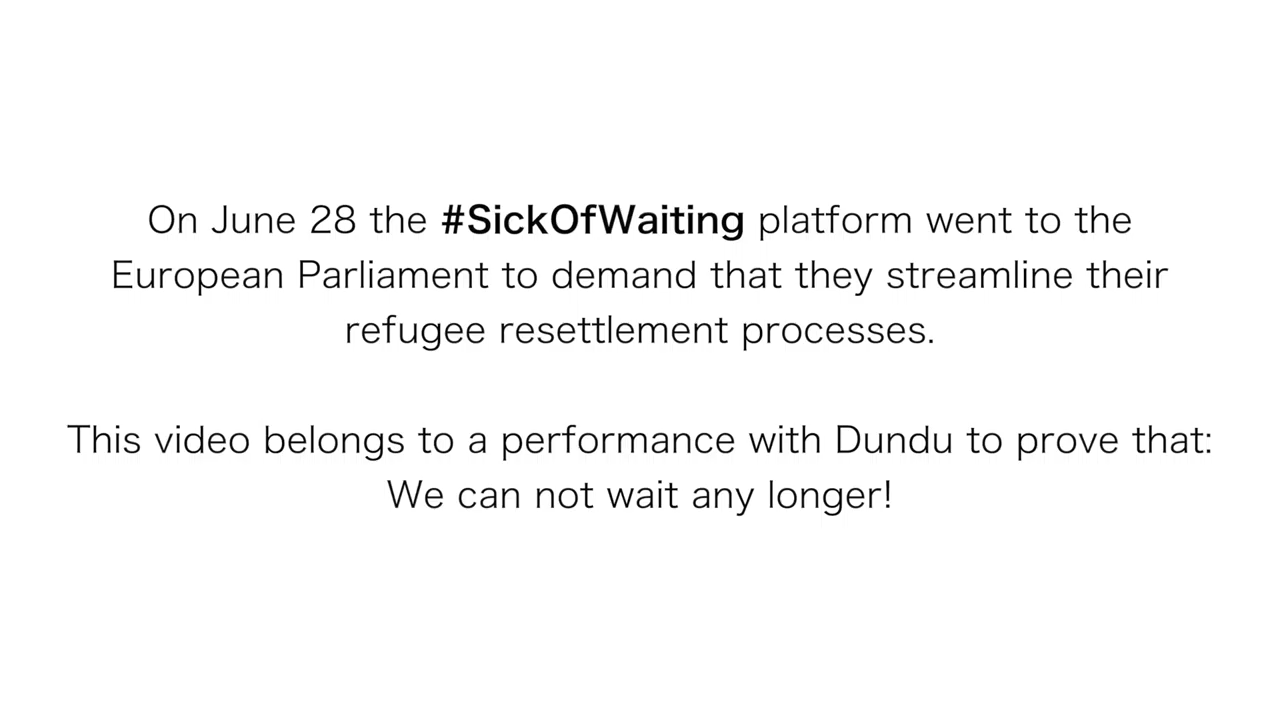 On June 28 the #SickOfWaiting platform went to the
European Parliament to demand that they streamline their
refugee resettlement processes.
This video belongs to a performance with Dundu to prove that:
We can not wait any longer!